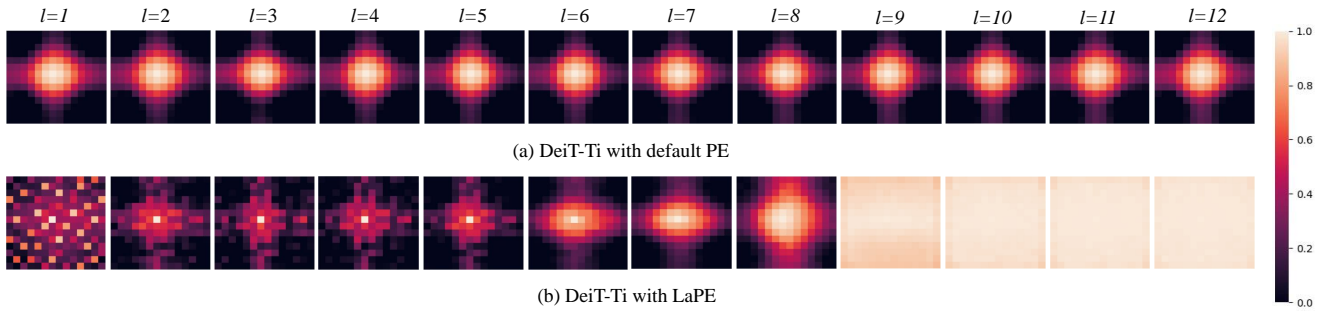 l=1 l=2 l=3 l=4 l=5 l=6 l=7 l=8 l=9 l=10 l=11 l=12
(a) DeiT-Ti with default PE
(b) DeiT-Ti with LaPE
1.0
0.8
0.6
0.4
0.2
0.0